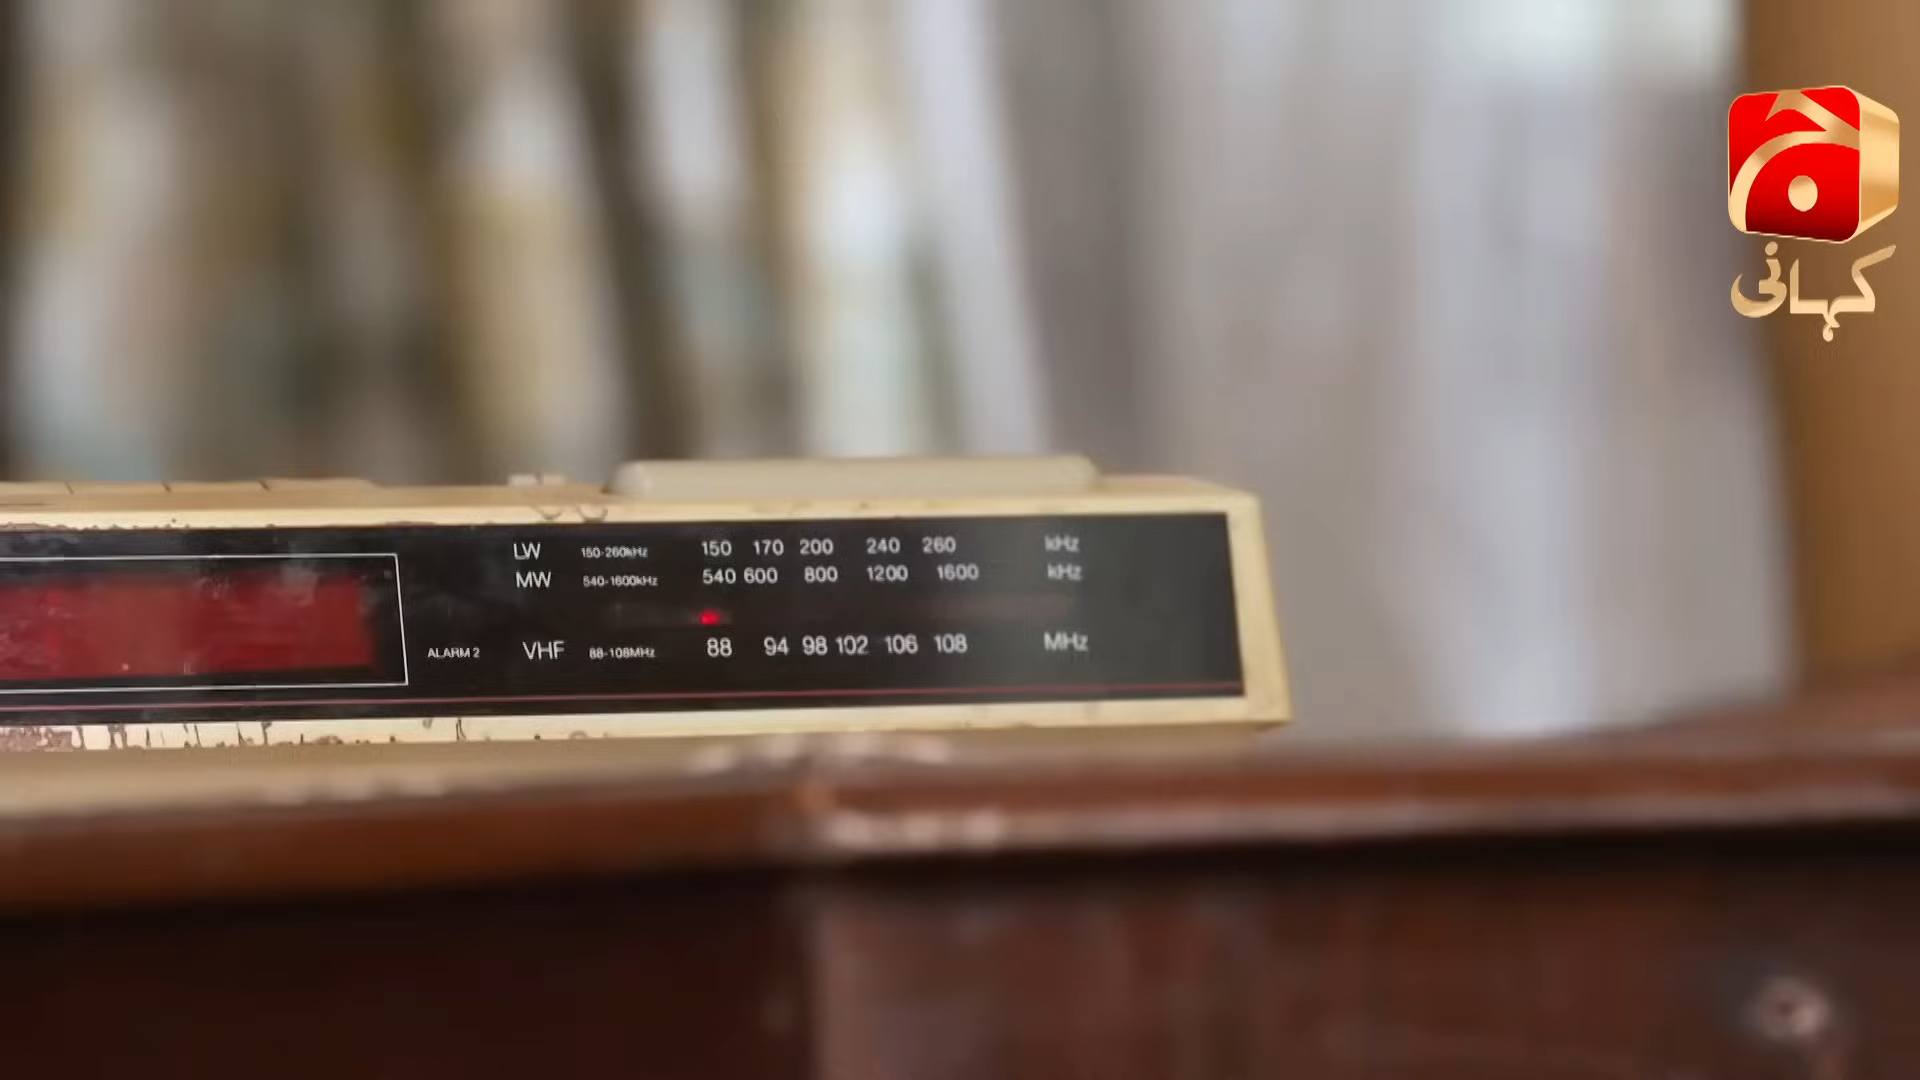 کہانی
LW 150-260kHz 150 170 200 240 260 kHz
MW 540-1600kHz 540 600 800 1200 1600 kHz
ALARM 2 VHF 88-108MHz 88 94 98 102 106 108 MHz